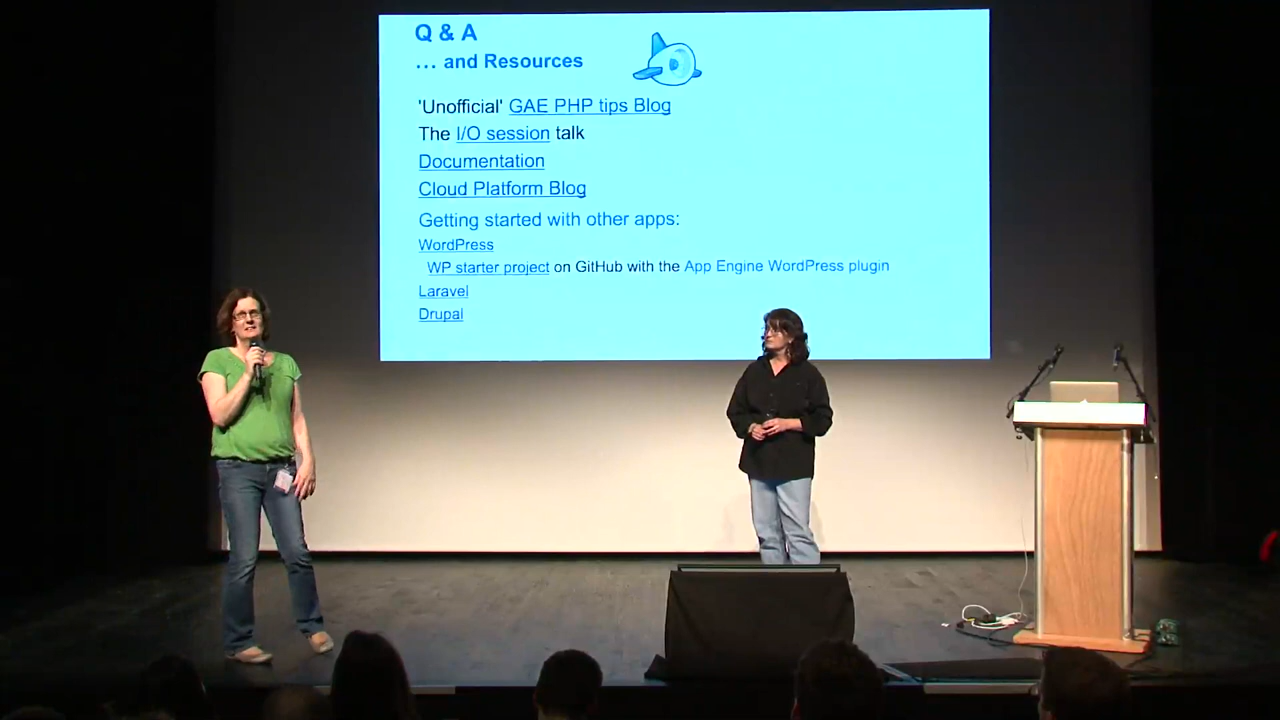 Q & A
... and Resources
'Unofficial' GAE PHP tips Blog
The I/O session talk
Documentation
Cloud Platform Blog
Getting started with other apps:
WordPress
WP starter project on GitHub with the App Engine WordPress plugin
Laravel
Drupal